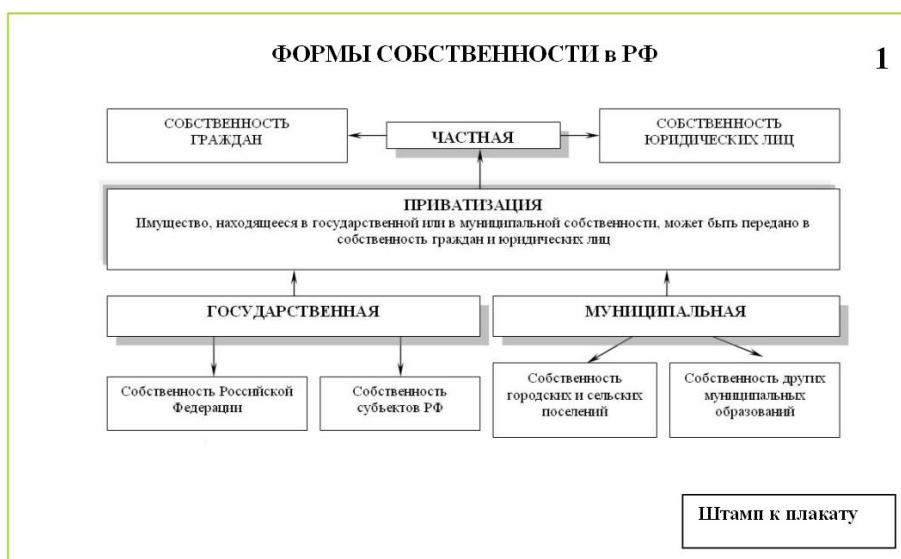 ФОРМЫ СОБСТВЕННОСТИ в РФ
1
СОБСТВЕННОСТЬ
ГРАЖДАН
ЧАСТНАЯ
СОБСТВЕННОСТЬ
ЮРИДИЧЕСКИХ ЛИЦ
ПРИВАТИЗАЦИЯ
Имущество, находящееся в государственной или в муниципальной собственности, может быть передано в
собственность граждан и юридических лиц
ГОСУДАРСТВЕННАЯ
МУНИЦИПАЛЬНАЯ
Собственность Российской
Федерации
Собственность
субъектов РФ
Собственность
городских и сельских
поселений
Собственность других
муниципальных
образований
Штамп к плакату